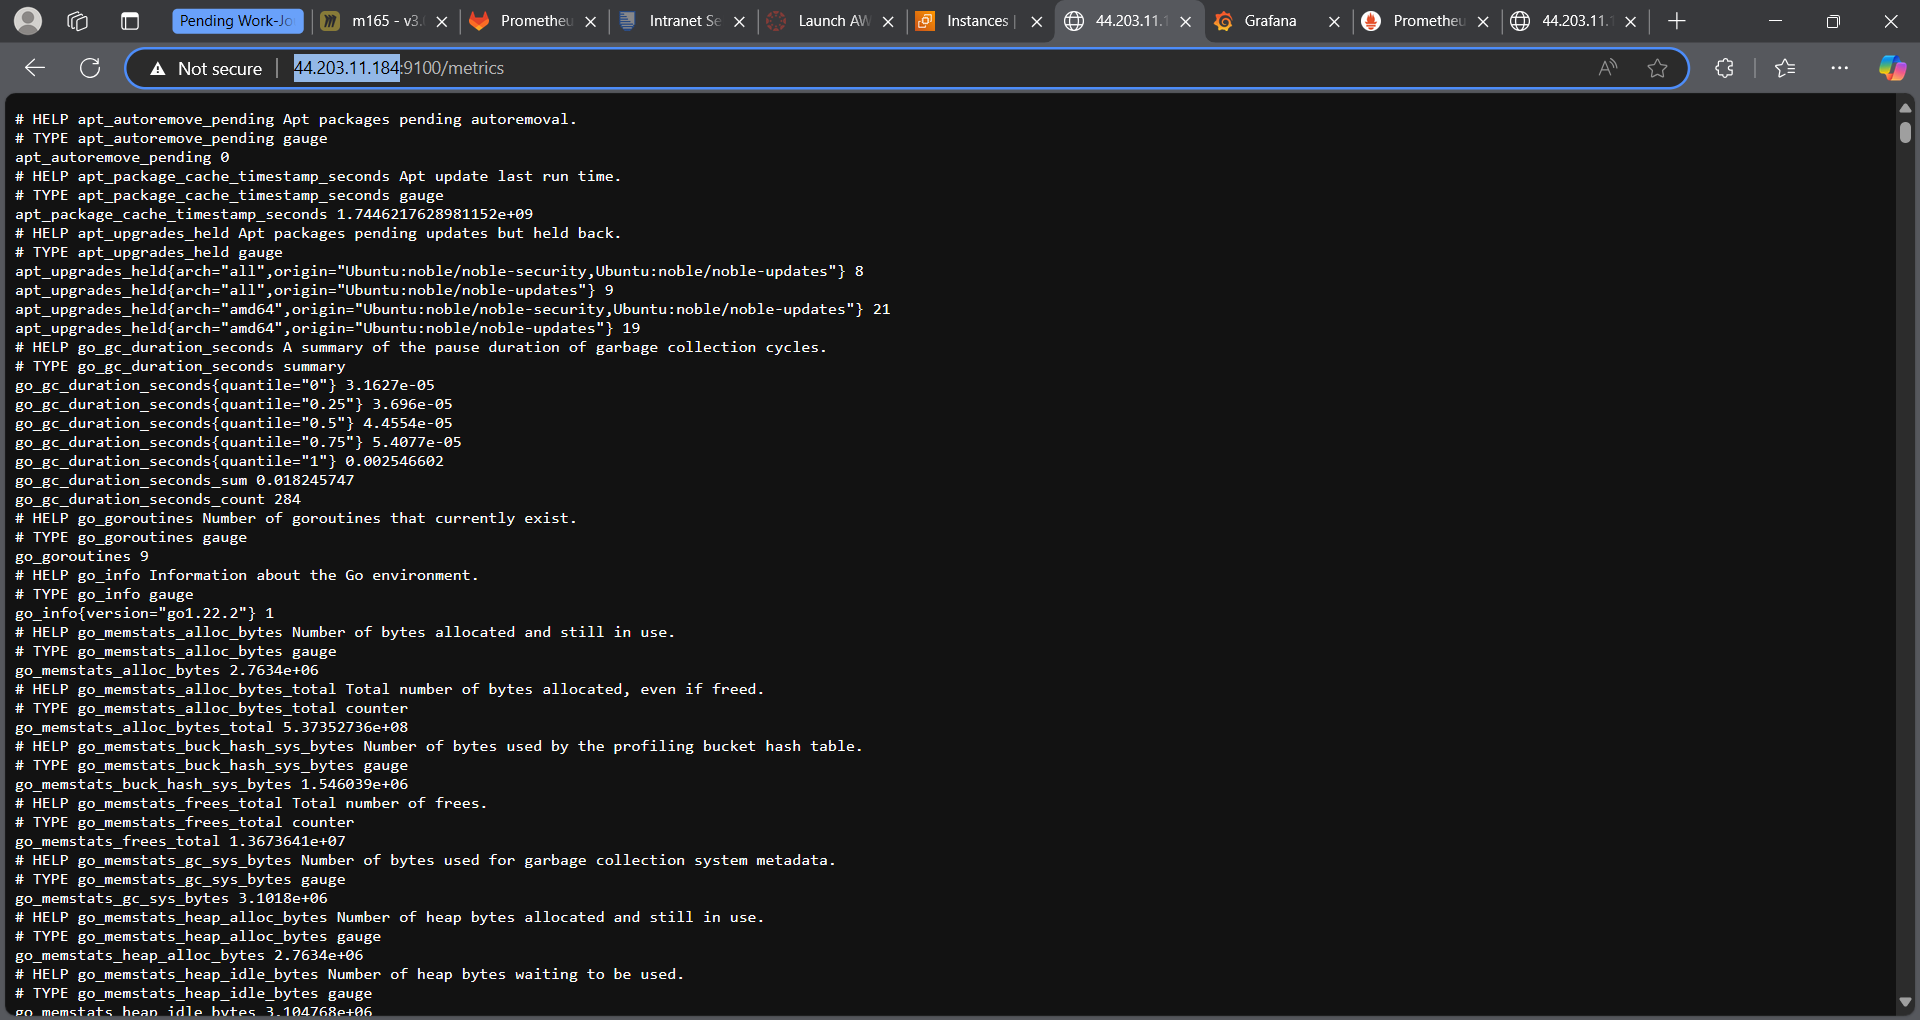 Pending Work-Jo
m165 - v3.
Prometheu
Intranet Se
Launch AW
Instances |
44.203.11.1
Grafana
Prometheu
44.203.11.
Not secure
44.203.11.184:9100/metrics
# HELP apt_autoremove_pending Apt packages pending autoremoval.
# TYPE apt_autoremove_pending gauge
apt_autoremove_pending 0
# HELP apt_package_cache_timestamp_seconds Apt update last run time.
# TYPE apt_package_cache_timestamp_seconds gauge
apt_package_cache_timestamp_seconds 1.7446217628981152e+09
# HELP apt_upgrades_held Apt packages pending updates but held back.
# TYPE apt_upgrades_held gauge
apt_upgrades_held{arch="all",origin="Ubuntu:noble/noble-security,Ubuntu:noble/noble-updates"} 8
apt_upgrades_held{arch="all",origin="Ubuntu:noble/noble-updates"} 9
apt_upgrades_held{arch="amd64",origin="Ubuntu:noble/noble-security,Ubuntu:noble/noble-updates"} 21
apt_upgrades_held{arch="amd64",origin="Ubuntu:noble/noble-updates"} 19
# HELP go_gc_duration_seconds A summary of the pause duration of garbage collection cycles.
# TYPE go_gc_duration_seconds summary
go_gc_duration_seconds{quantile="0"} 3.1627e-05
go_gc_duration_seconds{quantile="0.25"} 3.696e-05
go_gc_duration_seconds{quantile="0.5"} 4.4554e-05
go_gc_duration_seconds{quantile="0.75"} 5.4077e-05
go_gc_duration_seconds{quantile="1"} 0.002546602
go_gc_duration_seconds_sum 0.018245747
go_gc_duration_seconds_count 284
# HELP go_goroutines Number of goroutines that currently exist.
# TYPE go_goroutines gauge
go_goroutines 9
# HELP go_info Information about the Go environment.
# TYPE go_info gauge
go_info{version="go1.22.2"} 1
# HELP go_memstats_alloc_bytes Number of bytes allocated and still in use.
# TYPE go_memstats_alloc_bytes gauge
go_memstats_alloc_bytes 2.7634e+06
# HELP go_memstats_alloc_bytes_total Total number of bytes allocated, even if freed.
# TYPE go_memstats_alloc_bytes_total counter
go_memstats_alloc_bytes_total 5.37352736e+08
# HELP go_memstats_buck_hash_sys_bytes Number of bytes used by the profiling bucket hash table.
# TYPE go_memstats_buck_hash_sys_bytes gauge
go_memstats_buck_hash_sys_bytes 1.546039e+06
# HELP go_memstats_frees_total Total number of frees.
# TYPE go_memstats_frees_total counter
go_memstats_frees_total 1.3673641e+07
# HELP go_memstats_gc_sys_bytes Number of bytes used for garbage collection system metadata.
# TYPE go_memstats_gc_sys_bytes gauge
go_memstats_gc_sys_bytes 3.1018e+06
# HELP go_memstats_heap_alloc_bytes Number of heap bytes allocated and still in use.
# TYPE go_memstats_heap_alloc_bytes gauge
go_memstats_heap_alloc_bytes 2.7634e+06
# HELP go_memstats_heap_idle_bytes Number of heap bytes waiting to be used.
# TYPE go_memstats_heap_idle_bytes gauge
go_memstats_heap_idle_bytes 3.104768e+06